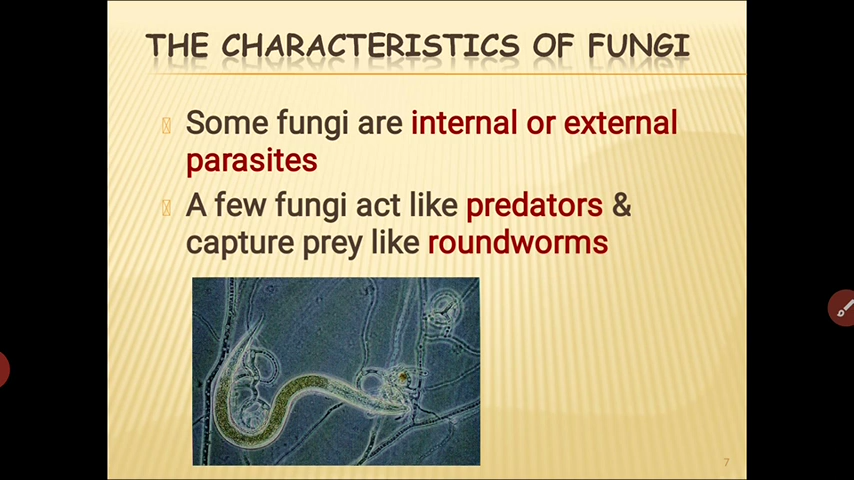 THE CHARACTERISTICS OF FUNGI
Some fungi are internal or external
parasites
A few fungi act like predators &
capture prey like roundworms
7